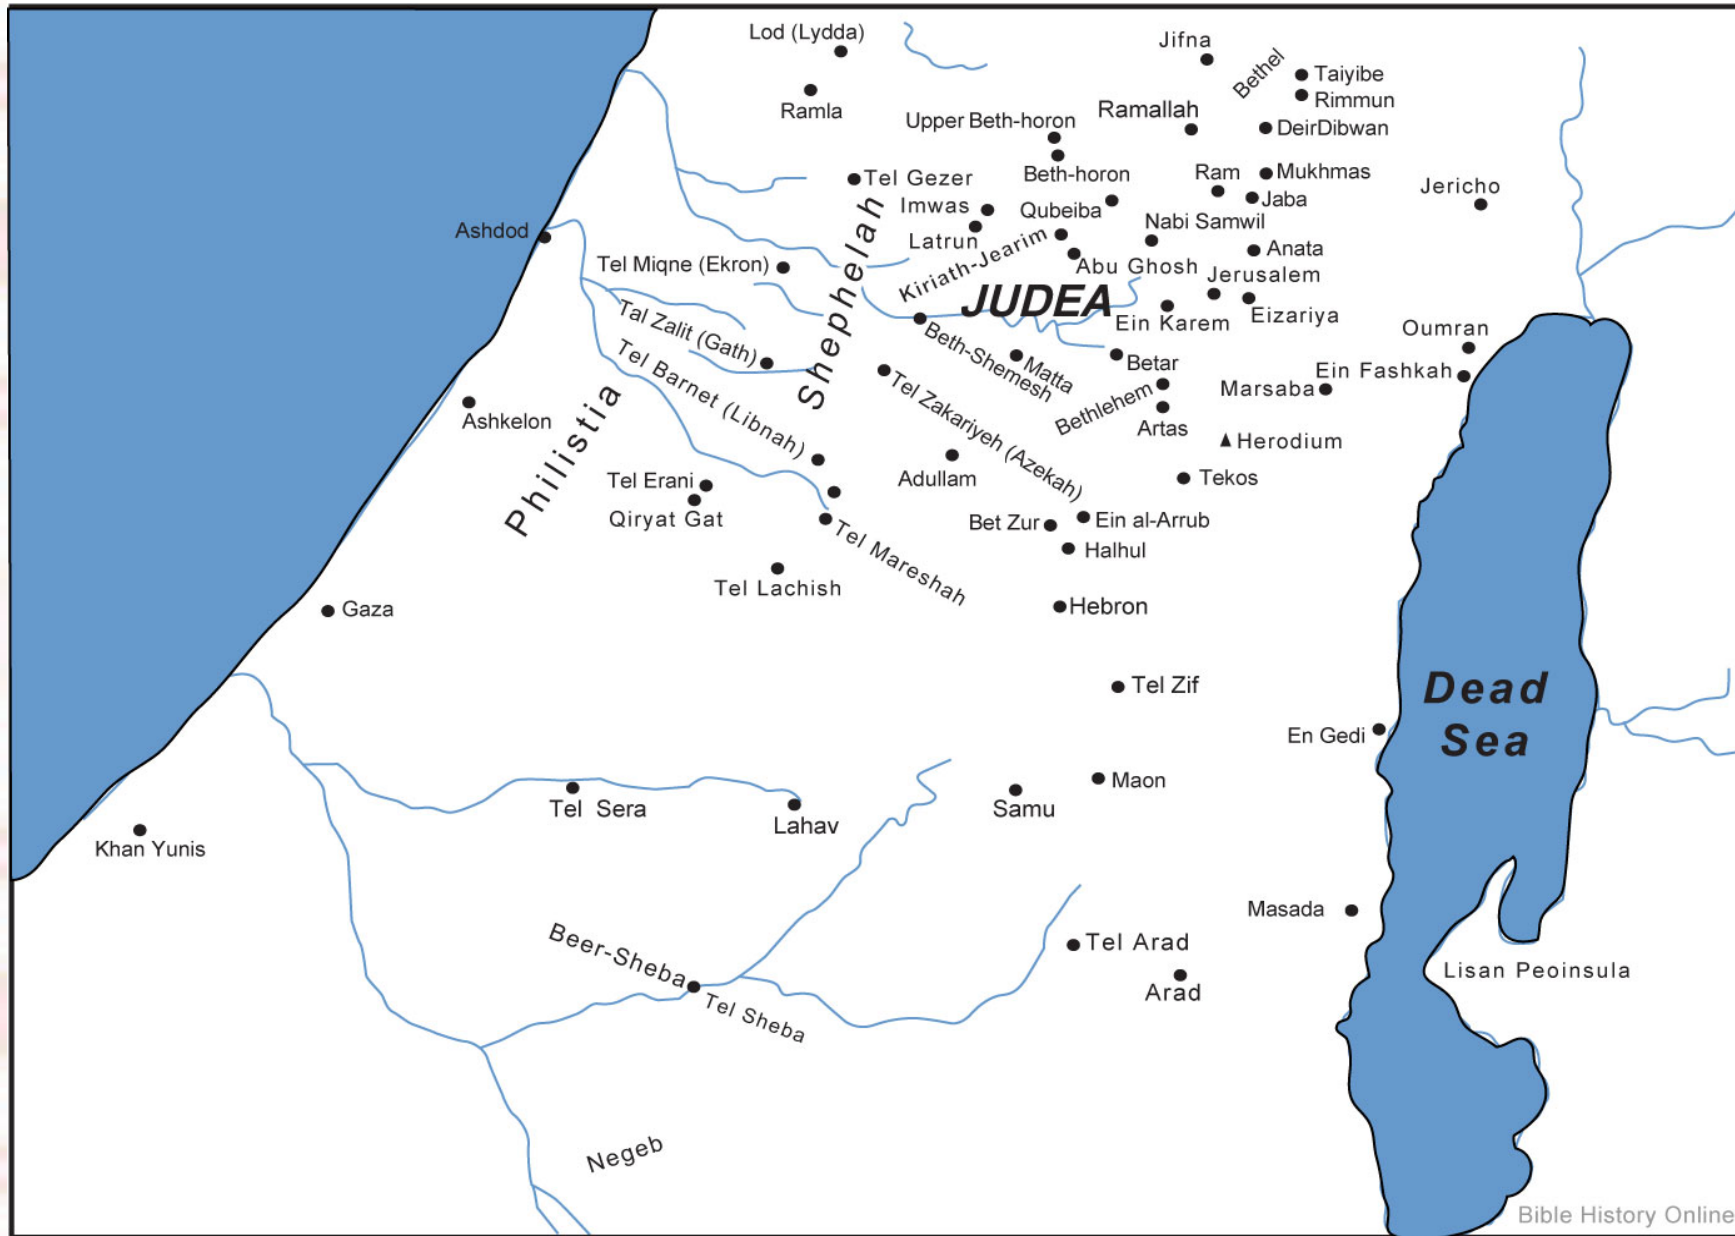 Lod (Lydda)
Jifna
Bethel
Taiyibe
Rimmun
Ramla
Upper Beth-horon
Ramallah
DeirDibwan
Tel Gezer
Beth-horon
Ram
Mukhmas
Jericho
Imwas
Qubeiba
Jaba
Nabi Samwil
Ashdod
Latrun
Kiriath-Jearim
Anata
Tel Miqne (Ekron)
Abu Ghosh
Jerusalem
Shephelah
JUDEA
Ein Karem
Eizariya
Tal Zalit (Gath)
Beth-Shemesh
Oumran
Tel Barnet (Libnah)
Matta
Betar
Ein Fashkah
Marsaba
Tel Zakariyeh (Azekah)
Bethlehem
Ashkelon
Artas
Philistia
Herodium
Tel Erani
Adullam
Tekos
Qiryat Gat
Bet Zur
Ein al-Arrub
Tel Mareshah
Halhul
Tel Lachish
Gaza
Hebron
Tel Zif
Dead
Sea
En Gedi
Maon
Tel Sera
Lahav
Samu
Khan Yunis
Masada
Beer-Sheba
Tel Arad
Lisan Peoinsula
Arad
Tel Sheba
Negeb
Bible History Online